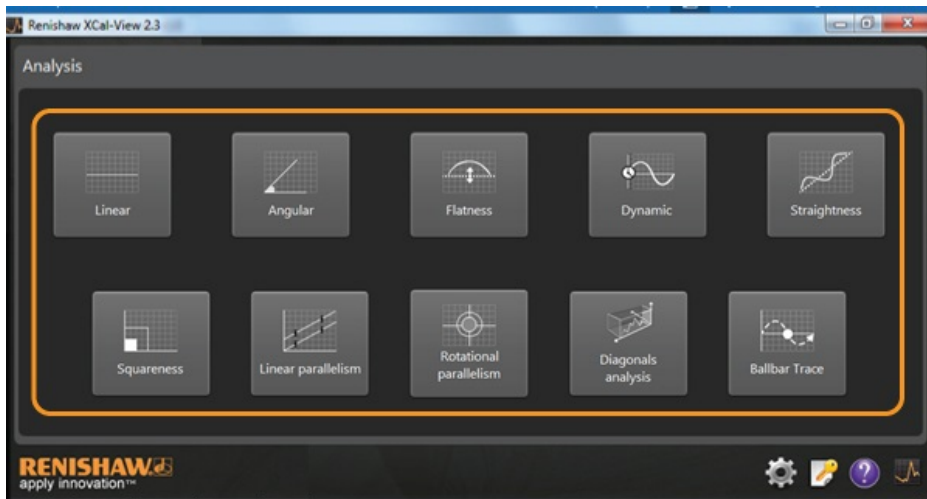 Renishaw XCal-View 2.3
Analysis
Linear
Angular
Flatness
Dynamic
Straightness
Squareness
Linear parallelism
Rotational
parallelism
Diagonals
analysis
Ballbar Trace
RENISHAW
apply innovation™